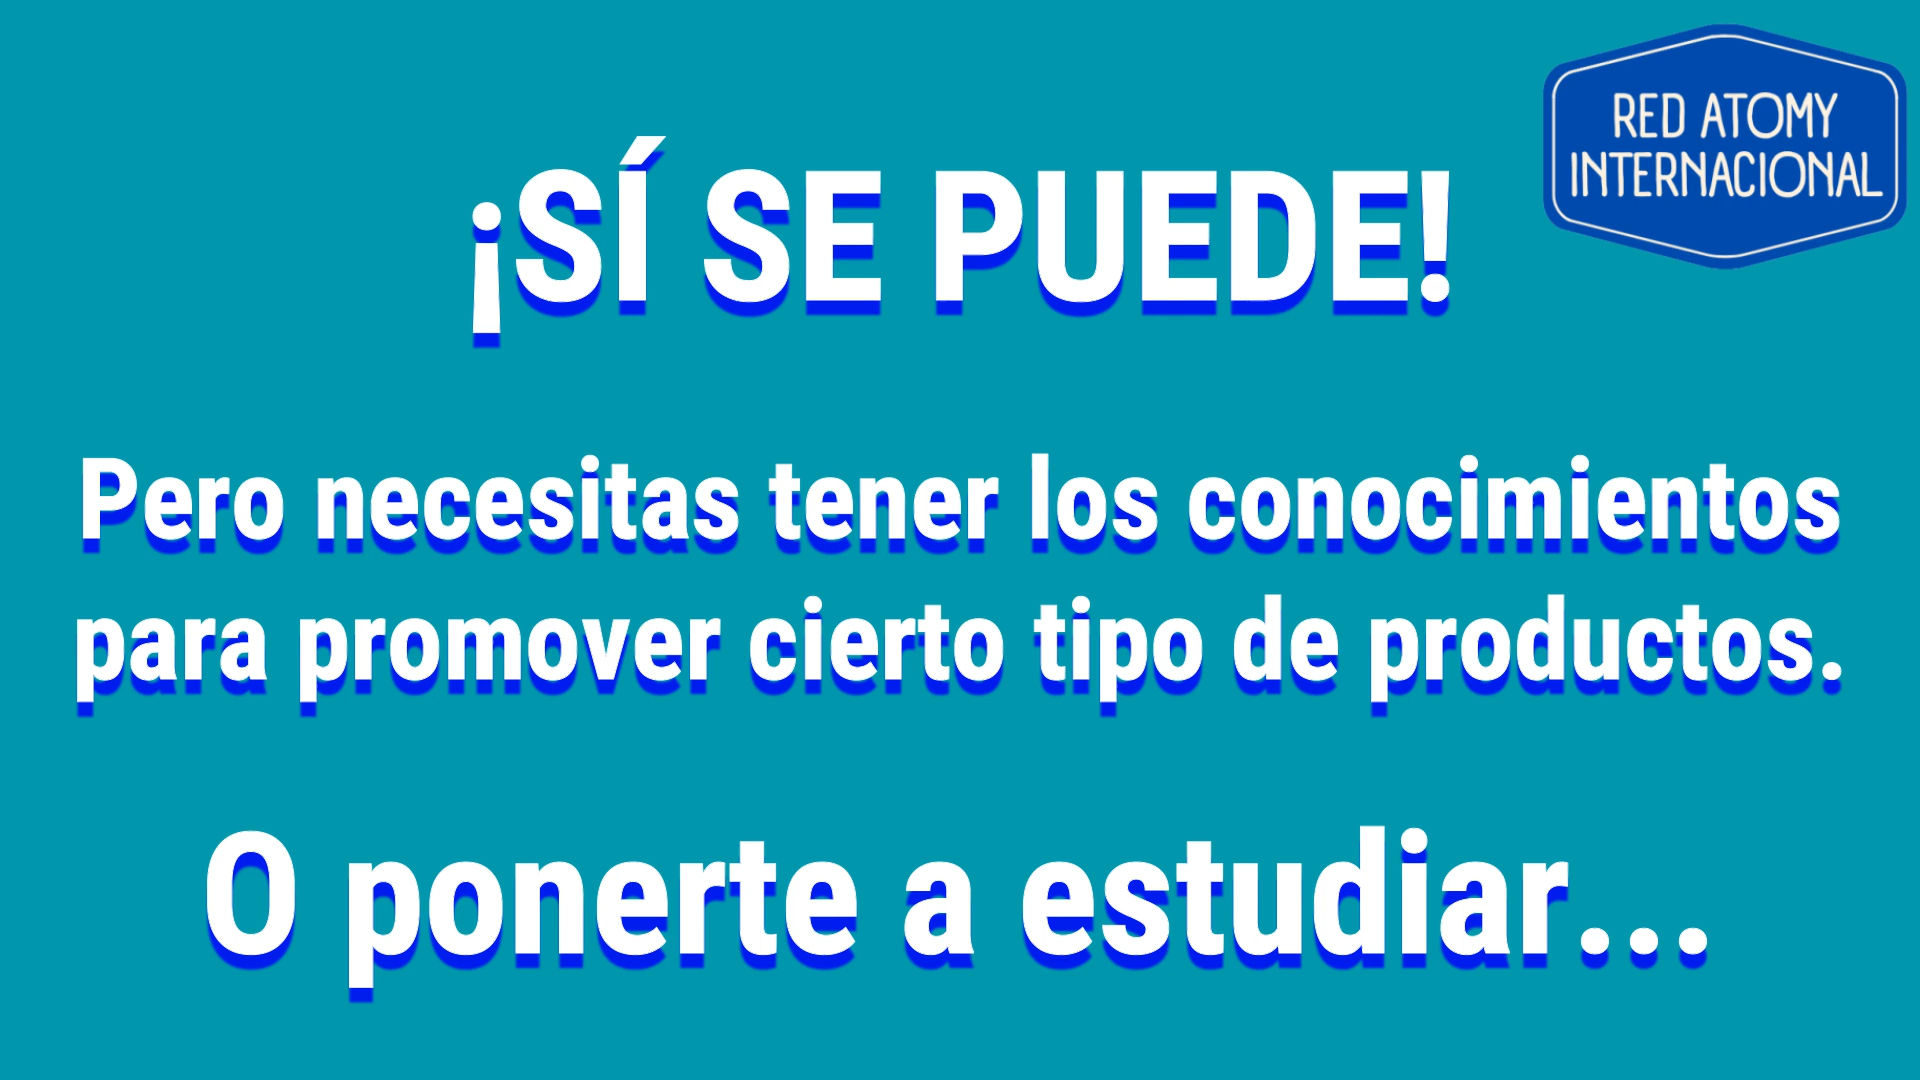 RED ATOMY
INTERNACIONAL
¡SÍ SE PUEDE!
Pero necesitas tener los conocimientos
para promover cierto tipo de productos.
O ponerte a estudiar...